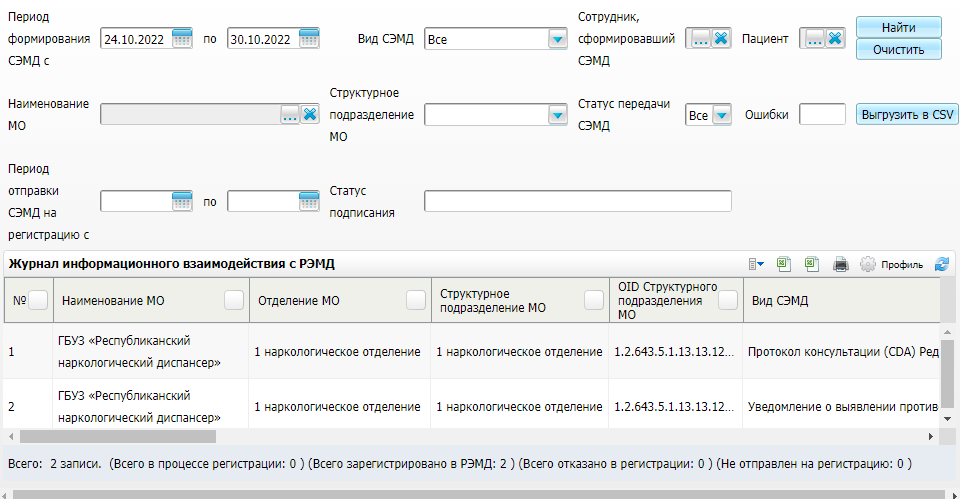 Период
формирования
СЭМД с
24.10.2022
по
30.10.2022
Вид СЭМД
Все
Сотрудник,
сформировавший
СЭМД
...
Пациент
...
Найти
Очистить
Наименование
МО
...
Структурное
подразделение
МО
Статус передачи
СЭМД
Все
Ошибки
Выгрузить в CSV
Период
отправки
СЭМД на
регистрацию с
по
Статус
подписания
Журнал информационного взаимодействия с РЭМД
Профиль
№
Наименование МО
Отделение МО
Структурное
подразделение МО
OID Структурного
подразделения
МО
Вид СЭМД
1
ГБУЗ «Республиканский
наркологический диспансер»
1 наркологическое отделение
1 наркологическое отделение
1.2.643.5.1.13.13.12...
Протокол консультации (CDA) Ред
2
ГБУЗ «Республиканский
наркологический диспансер»
1 наркологическое отделение
1 наркологическое отделение
1.2.643.5.1.13.13.12...
Уведомление о выявлении против
Всего: 2 записи. (Всего в процессе регистрации: 0 ) (Всего зарегистрировано в РЭМД: 2 ) (Всего отказано в регистрации: 0 ) (Не отправлен на регистрацию: 0 )